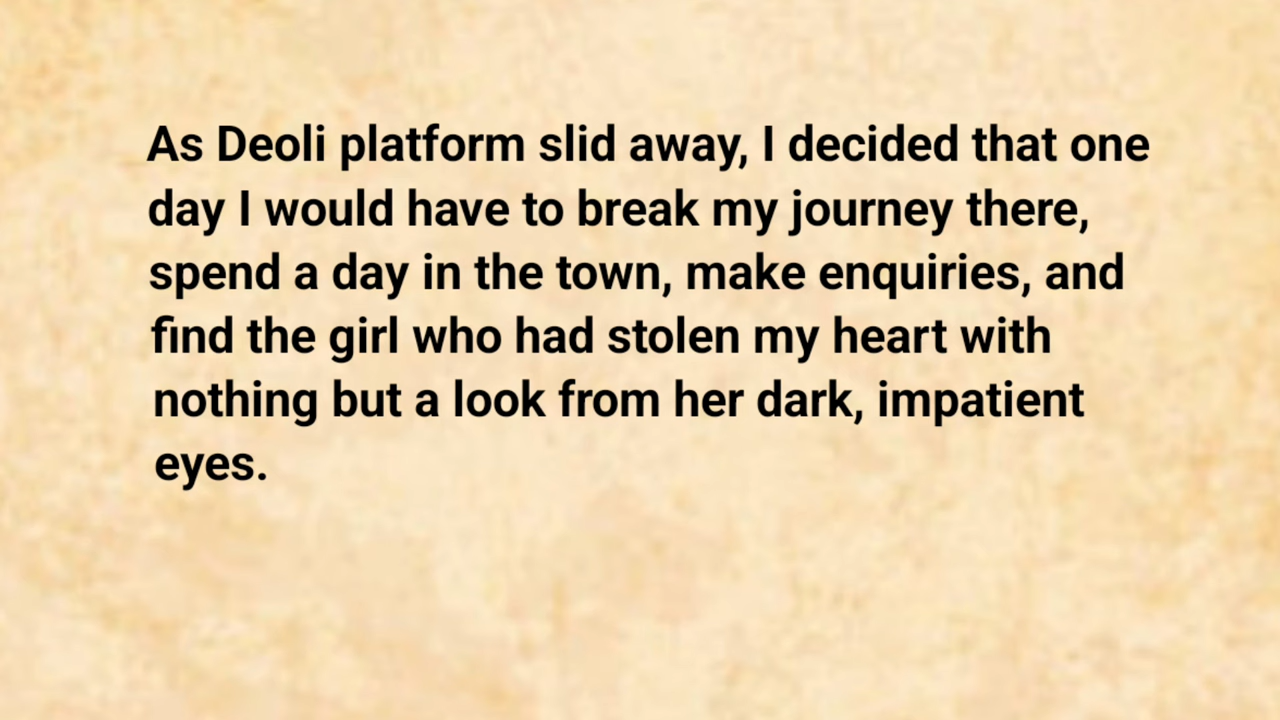 As Deoli platform slid away, I decided that one
day I would have to break my journey there,
spend a day in the town, make enquiries, and
find the girl who had stolen my heart with
nothing but a look from her dark, impatient
eyes.